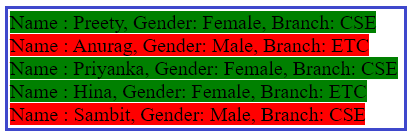 Name : Preety, Gender: Female, Branch: CSE
Name : Anurag, Gender: Male, Branch: ETC
Name : Priyanka, Gender: Female, Branch: CSE
Name : Hina, Gender: Female, Branch: ETC
Name : Sambit, Gender: Male, Branch: CSE